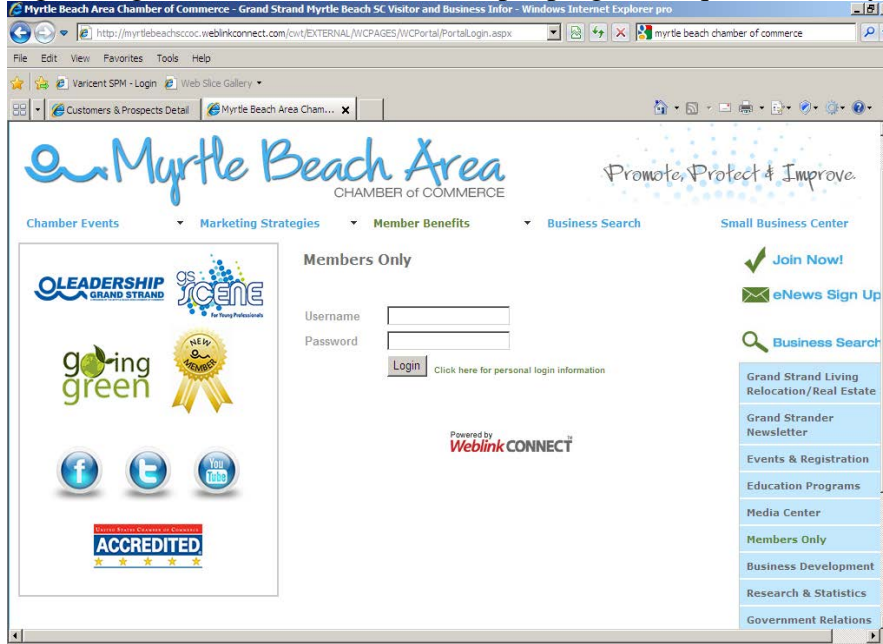 Myrtle Beach Area Chamber of Commerce - Grand Strand Myrtle Beach SC Visitor and Business Infor - Windows Internet Explorer pro
http://myrtlebeachsccoc.weblinkconnect.com/cwt/EXTERNAL/WCPAGES/WCPortal/PortalLogin.aspx
myrtle beach chamber of commerce
File Edit View Favorites Tools Help
Varicent SPM - Login Web Slice Gallery
Customers & Prospects Detail Myrtle Beach Area Cham...
Myrtle Beach Area
CHAMBER of COMMERCE
Promote, Protect & Improve.
Chamber Events Marketing Strategies Member Benefits Business Search Small Business Center
LEADERSHIP
GRAND STRAND
gs
SCENE
For Young Professionals
going
green
NEW
MEMBER
You
Tube
UNITED STATES CHAMBER OF COMMERCE
ACCREDITED
Members Only
Username
Password
Login Click here for personal login information
Powered by
Weblink CONNECT
Join Now!
eNews Sign Up
Business Search
Grand Strand Living
Relocation/Real Estate
Grand Strander
Newsletter
Events & Registration
Education Programs
Media Center
Members Only
Business Development
Research & Statistics
Government Relations